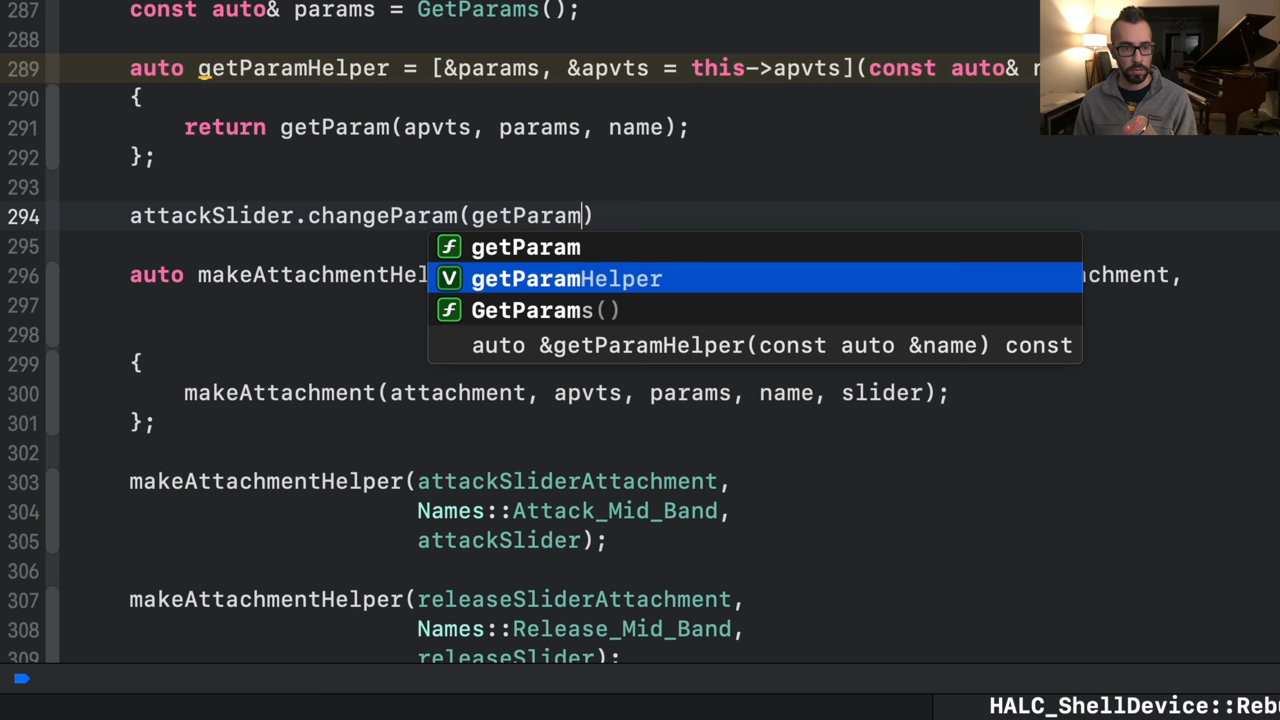 287 const auto& params = GetParams();
288
289 auto getParamHelper = [&params, &apvts = this->apvts](const auto&
290 {
291 return getParam(apvts, params, name);
292 };
293
294 attackSlider.changeParam(getParam)
getParam
295
getParamHelper
296 auto makeAttachmentHel
297
GetParams()
298
auto &getParamHelper(const auto &name) const
299 {
300 makeAttachment(attachment, apvts, params, name, slider);
301 };
302
303 makeAttachmentHelper(attackSliderAttachment,
304 Names::Attack_Mid_Band,
305 attackSlider);
306
307 makeAttachmentHelper(releaseSliderAttachment,
308 Names::Release_Mid_Band,
309 releaseSlider);
HALC_ShellDevice::Reb